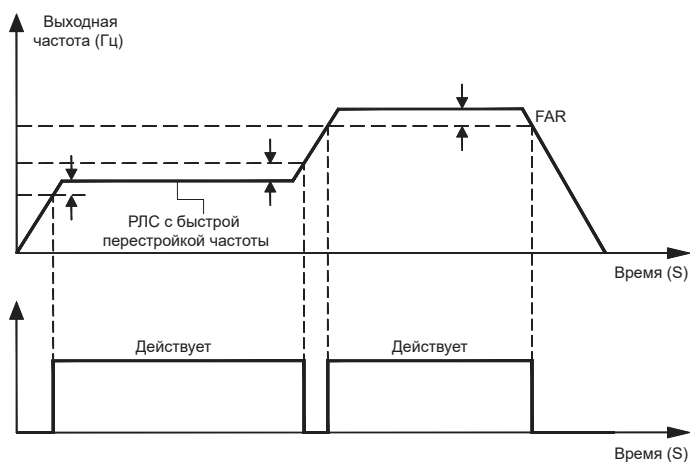 Выходная
частота (Гц)
FAR
РЛС с быстрой
перестройкой частоты
Время (S)
Действует
Действует
Время (S)